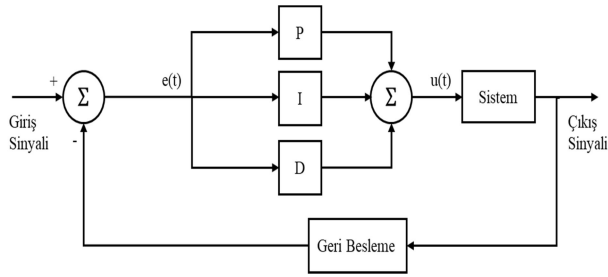 P
+
e(t)
u(t)
Σ
I
Σ
Sistem
Giriş
Sinyali
Çıkış
Sinyali
-
D
Geri Besleme